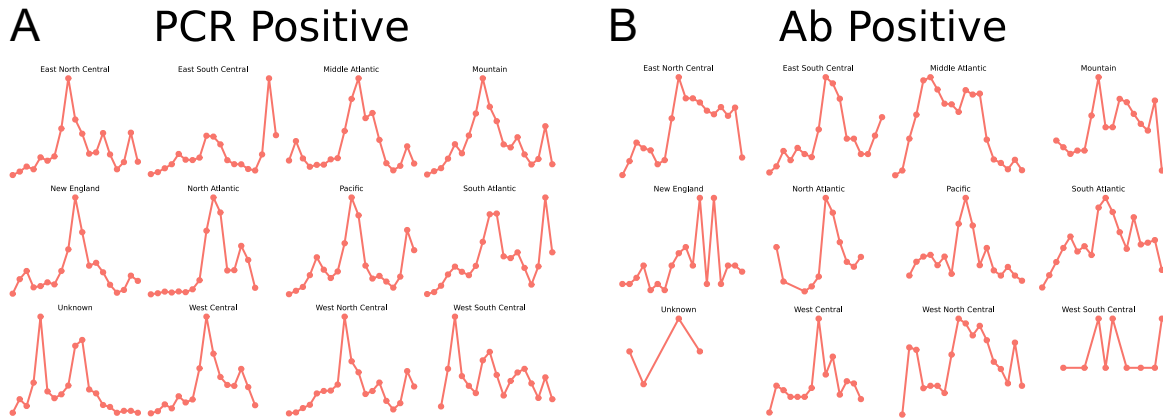 A PCR Positive
B Ab Positive
East North Central
East South Central
Middle Atlantic
Mountain
New England
North Atlantic
Pacific
South Atlantic
Unknown
West Central
West North Central
West South Central
East North Central
East South Central
Middle Atlantic
Mountain
New England
North Atlantic
Pacific
South Atlantic
Unknown
West Central
West North Central
West South Central